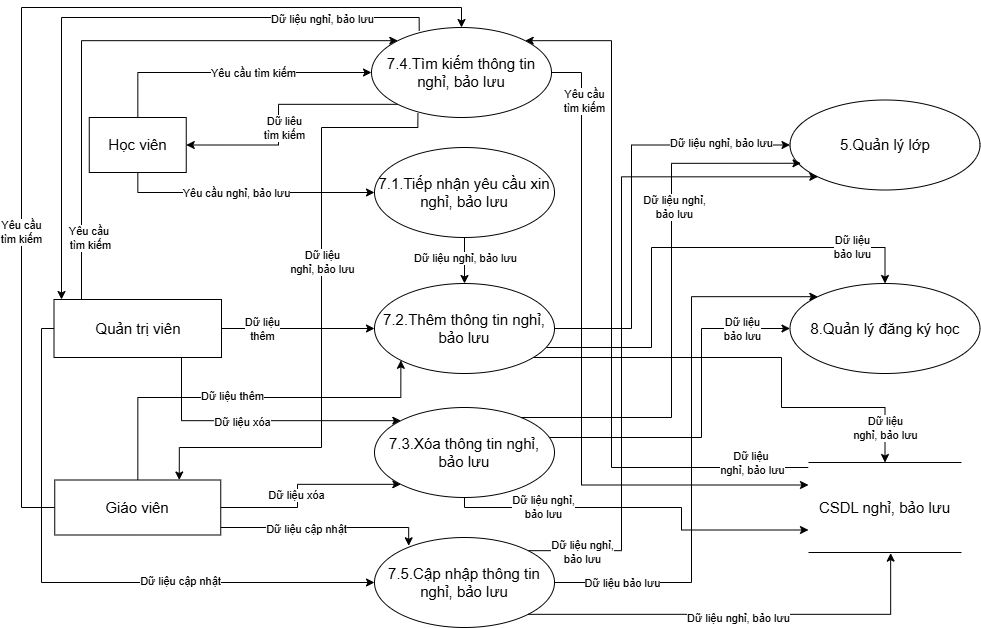 Dữ liệu nghỉ, bảo lưu
7.4.Tìm kiếm thông tin
nghỉ, bảo lưu
Yêu cầu tìm kiếm
Yêu cầu
tìm kiếm
Dữ liêu
tìm kiếm
Học viên
5.Quản lý lớp
Dữ liệu nghỉ, bảo lưu
7.1.Tiếp nhận yêu cầu xin
nghỉ, bảo lưu
Yêu cầu nghỉ, bảo lưu
Dữ liệu nghỉ,
bảo lưu
Yêu cầu
tìm kiếm
Yêu cầu
tìm kiếm
Dữ liệu
nghỉ, bảo lưu
Dữ liệu nghỉ, bảo lưu
Dữ liệu
bảo lưu
Quản trị viên
Dữ liệu
thêm
7.2.Thêm thông tin nghỉ,
bảo lưu
Dữ liệu
bảo lưu
8.Quản lý đăng ký học
Dữ liệu thêm
Dữ liệu xóa
7.3.Xóa thông tin nghỉ,
bảo lưu
Dữ liệu
nghỉ, bảo lưu
Dữ liệu
nghỉ, bảo lưu
Giáo viên
Dữ liệu xóa
Dữ liệu nghỉ,
bảo lưu
CSDL nghỉ, bảo lưu
Dữ liệu cập nhật
Dữ liệu nghỉ,
bảo lưu
Dữ liệu cập nhật
7.5.Cập nhập thông tin
nghỉ, bảo lưu
Dữ liệu bảo lưu
Dữ liệu nghỉ, bảo lưu